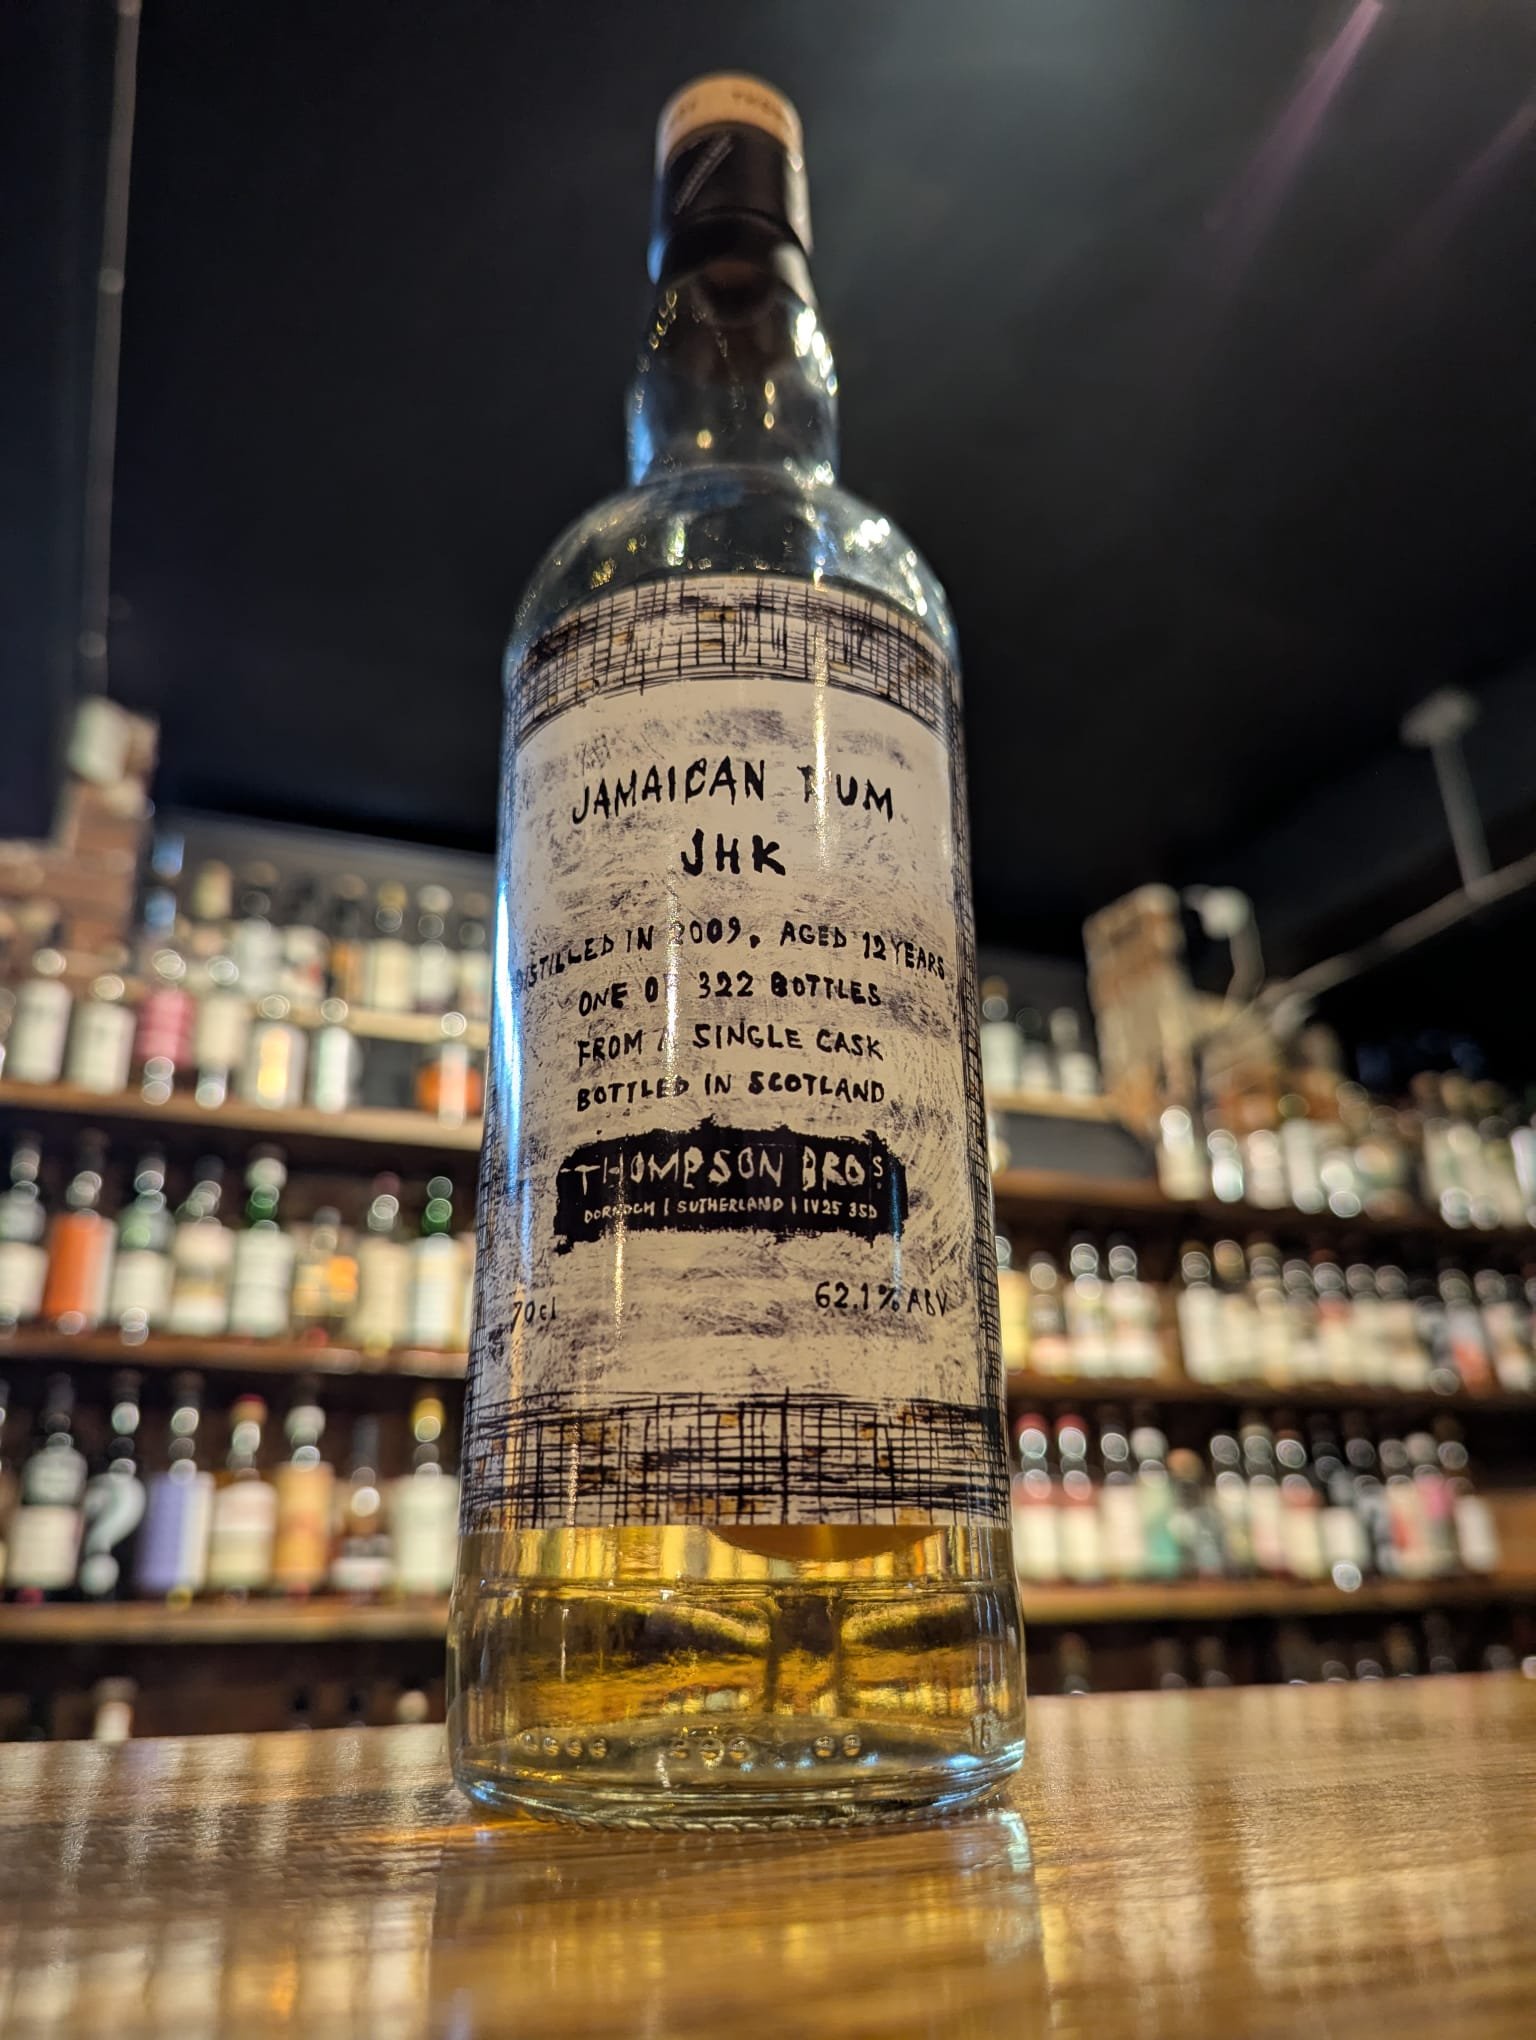 JAMAICAN RUM
JHK
DISTILLED IN 2009, AGED 12 YEARS
ONE OF 322 BOTTLES
FROM A SINGLE CASK
BOTTLED IN SCOTLAND
THOMPSON BROS
DORNOCH | SUTHERLAND | IV25 3SD
70cl 62.1% ABV